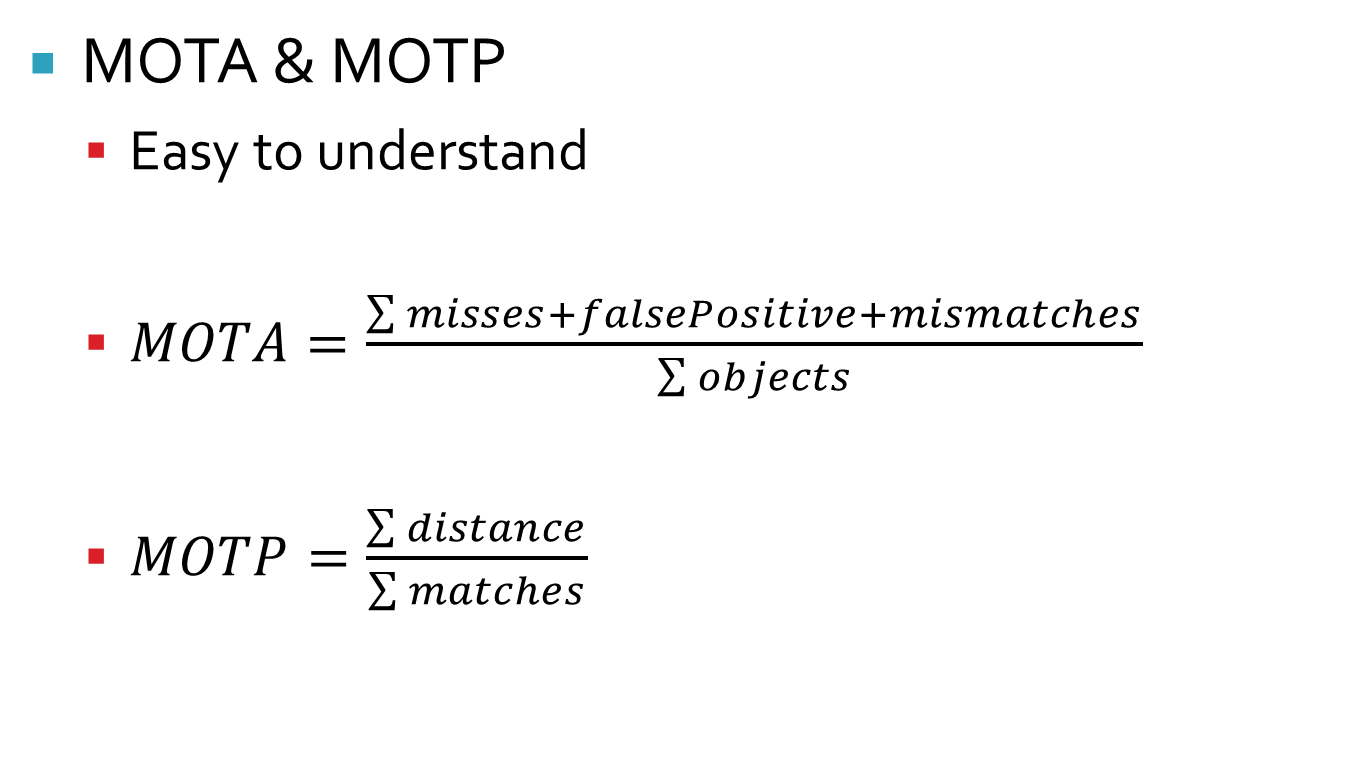 MOTA & MOTP
Easy to understand
MOTA = (∑ misses+falsePositive+mismatches) / (∑ objects)
MOTP = (∑ distance) / (∑ matches)